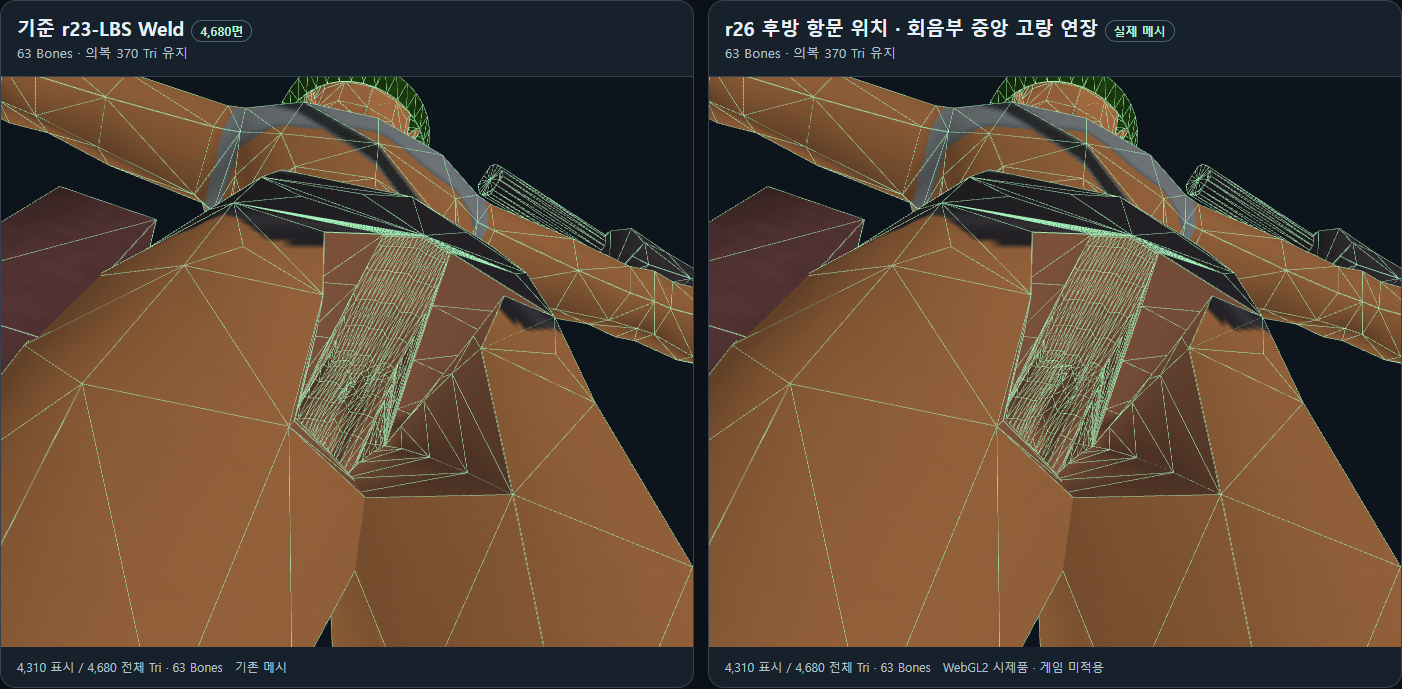 기준 r23-LBS Weld 4,680면
63 Bones · 의복 370 Tri 유지
4,310 표시 / 4,680 전체 Tri · 63 Bones 기존 메시
r26 후방 항문 위치 · 회음부 중앙 고랑 연장 실제 메시
63 Bones · 의복 370 Tri 유지
4,310 표시 / 4,680 전체 Tri · 63 Bones WebGL2 시제품 · 게임 미적용